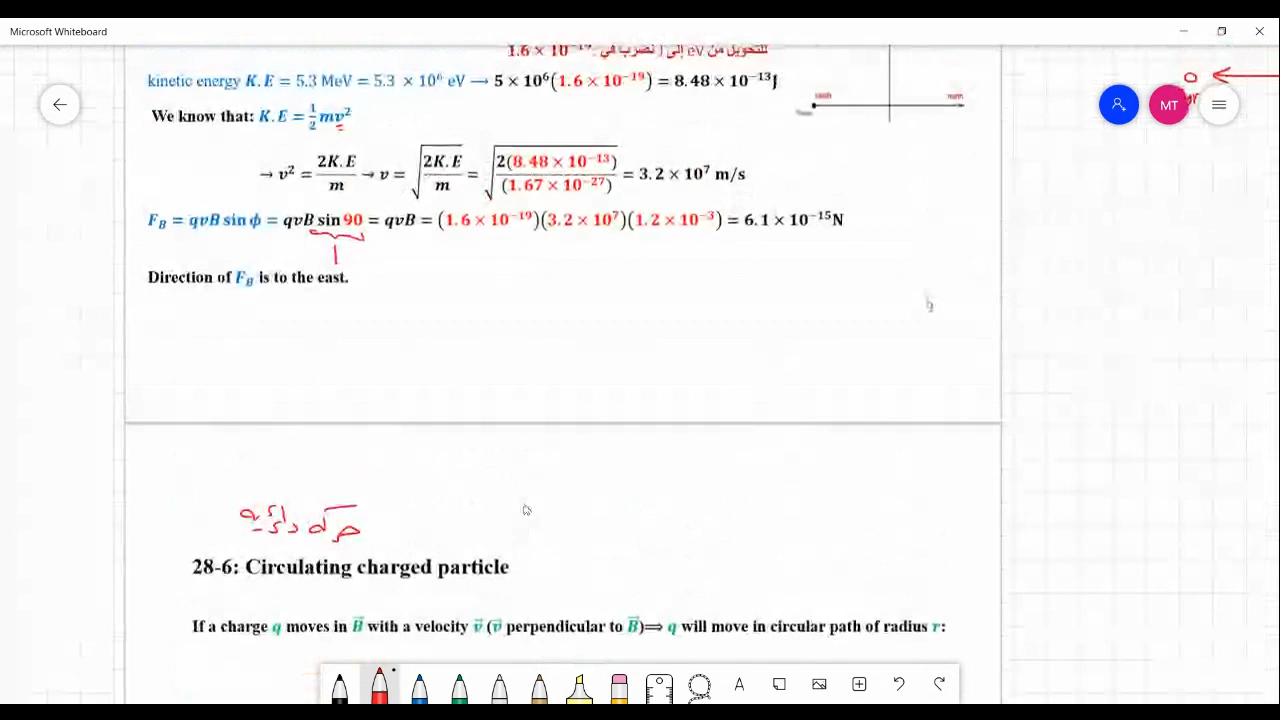 Microsoft Whiteboard
للتحويل من eV إلى J نضرب في
kinetic energy K.E = 5.3 MeV = 5.3 × 10⁶ eV → 5 × 10⁶(1.6 × 10⁻¹⁹) = 8.48 × 10⁻¹³J
We know that: K.E = ½mv²
→ v² = 2K.E/m → v = √(2K.E/m) = √(2(8.48 × 10⁻¹³)/(1.67 × 10⁻²⁷)) = 3.2 × 10⁷ m/s
F_B = qvB sin ϕ = qvB sin 90 = qvB = (1.6 × 10⁻¹⁹)(3.2 × 10⁷)(1.2 × 10⁻³) = 6.1 × 10⁻¹⁵N
1
Direction of F_B is to the east.
28-6: Circulating charged particle
If a charge q moves in B⃗ with a velocity v⃗ (v⃗ perpendicular to B⃗)⟹ q will move in circular path of radius r:
MT
A